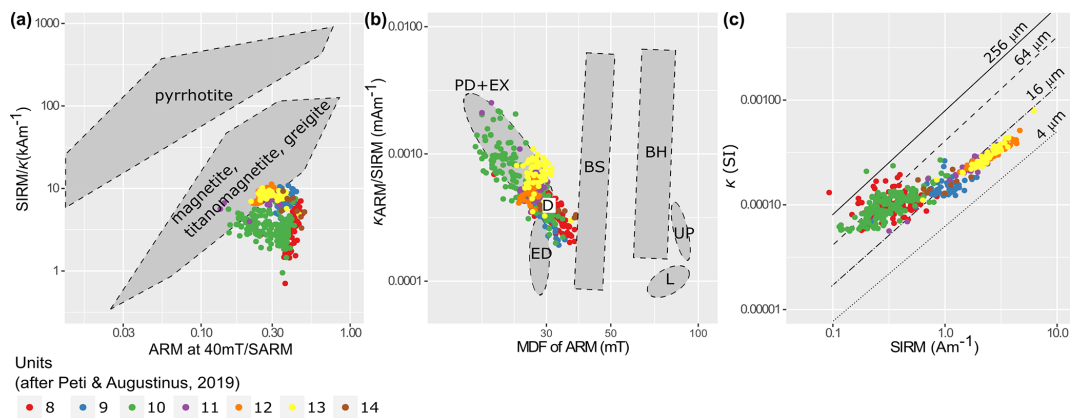 (a)
SIRM/κ(kAm⁻¹)
1000
100
10
1
pyrrhotite
magnetite,
titanomagnetite, greigite
0.03 0.10 0.30 1.00
ARM at 40mT/SARM
(b)
κARM/SIRM (mAm⁻¹)
0.0100
0.0010
0.0001
PD+EX
BS
BH
D
ED
UP
L
30 50 100
MDF of ARM (mT)
(c)
κ (SI)
0.00100
0.00010
0.00001
256 μm
64 μm
16 μm
4 μm
0.1 1.0 10.0
SIRM (Am⁻¹)
Units
(after Peti & Augustinus, 2019)
8 9 10 11 12 13 14